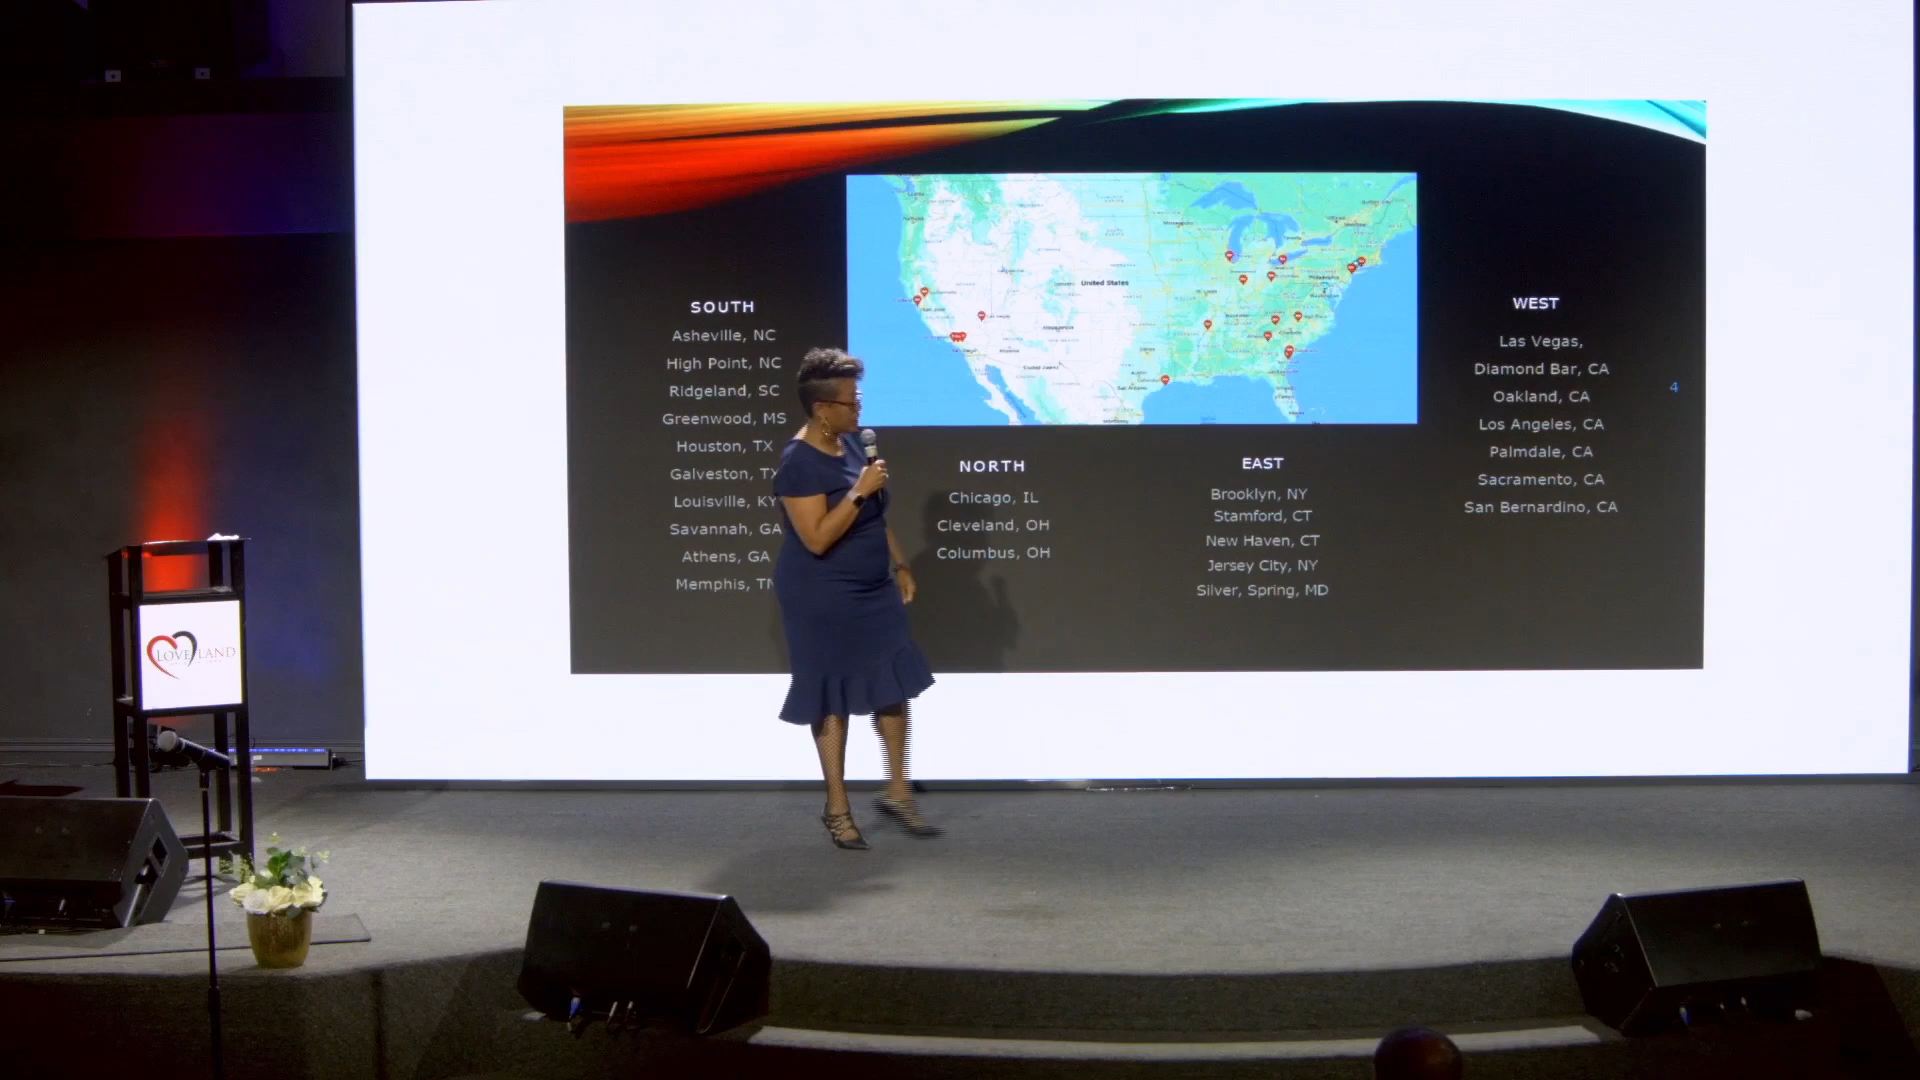 United States
SOUTH
Asheville, NC
High Point, NC
Ridgeland, SC
Greenwood, MS
Houston, TX
Galveston, TX
Louisville, KY
Savannah, GA
Athens, GA
Memphis, TN
NORTH
Chicago, IL
Cleveland, OH
Columbus, OH
EAST
Brooklyn, NY
Stamford, CT
New Haven, CT
Jersey City, NY
Silver, Spring, MD
WEST
Las Vegas,
Diamond Bar, CA
Oakland, CA
Los Angeles, CA
Palmdale, CA
Sacramento, CA
San Bernardino, CA
4
LOVELAND